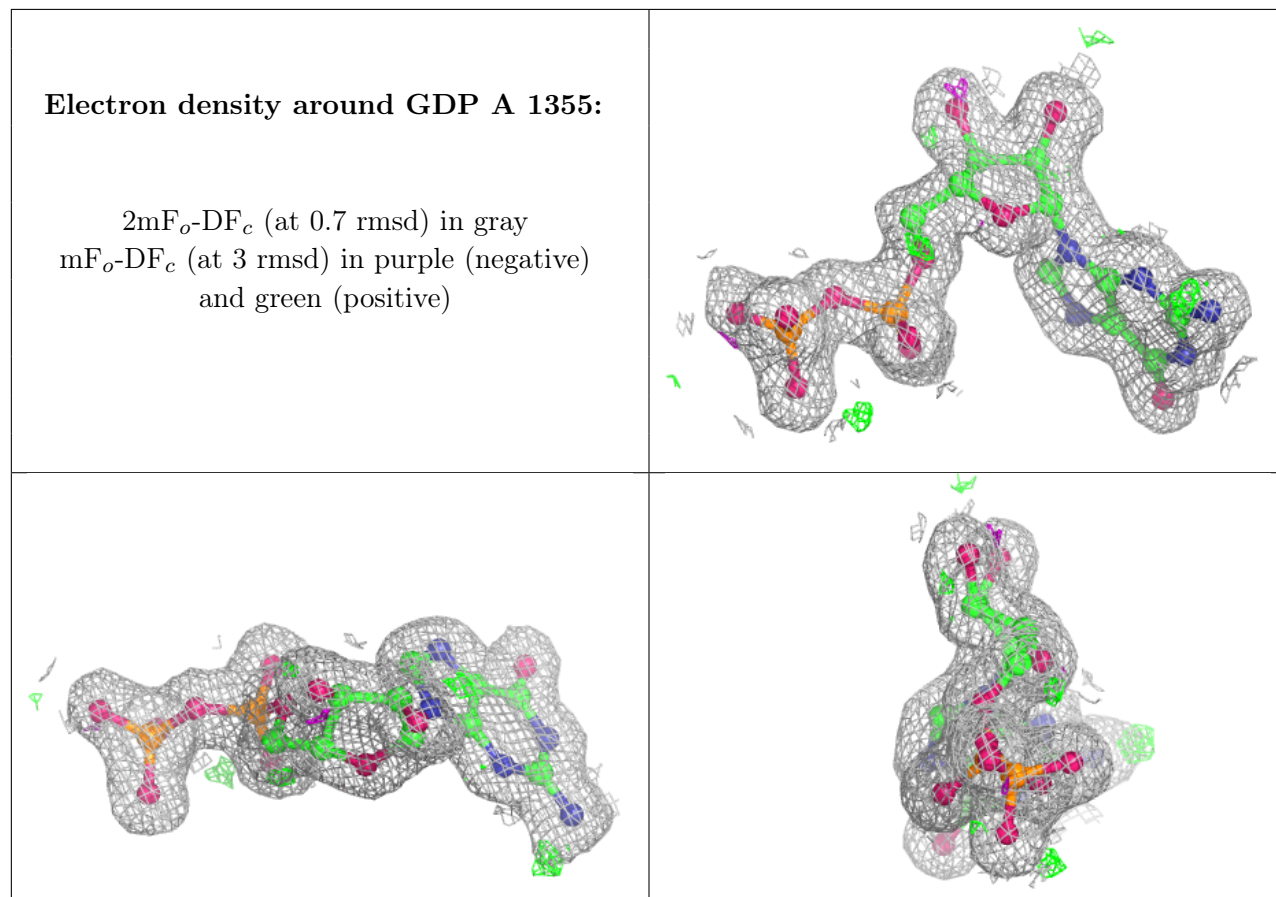 Electron density around GDP A 1355:
2mFₒ-DF𝒸 (at 0.7 rmsd) in gray
mFₒ-DF𝒸 (at 3 rmsd) in purple (negative)
and green (positive)